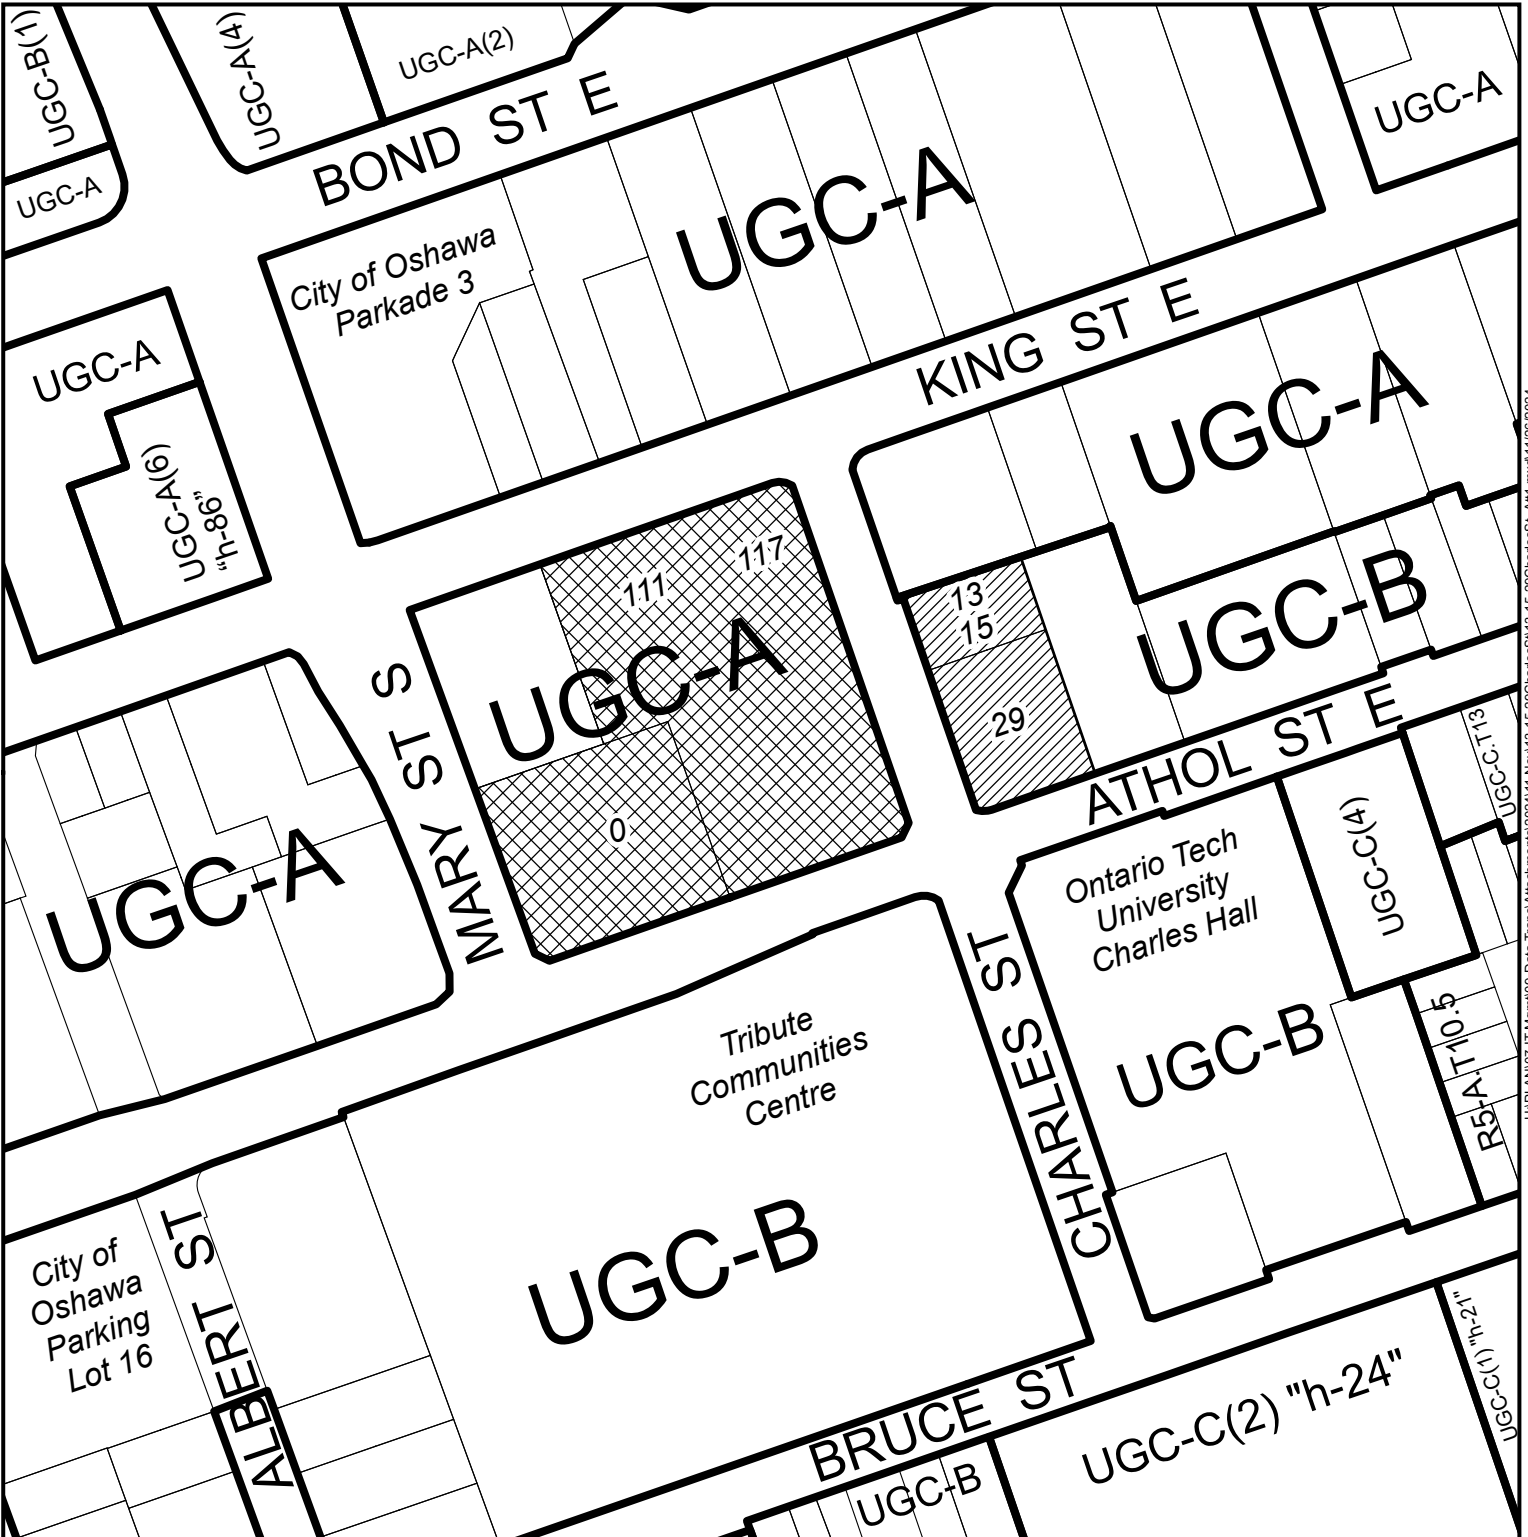 UGC-B(1)
UGC-A(4)
UGC-A(2)
UGC-A
UGC-A
BOND ST E
City of Oshawa
Parkade 3
UGC-A
UGC-A
UGC-A(6)
"h-86"
KING ST E
UGC-A
111
117
UGC-A
0
13
15
29
UGC-B
ATHOL ST E
MARY ST S
UGC-A
UGC-C.T13
UGC-C(4)
Ontario Tech
University
Charles Hall
UGC-B
R5-A.T10.5
CHARLES ST
Tribute
Communities
Centre
UGC-B
City of
Oshawa
Parking
Lot 16
ALBERT ST
BRUCE ST
UGC-B
UGC-C(2) "h-24"
UGC-C(1) "h-21"